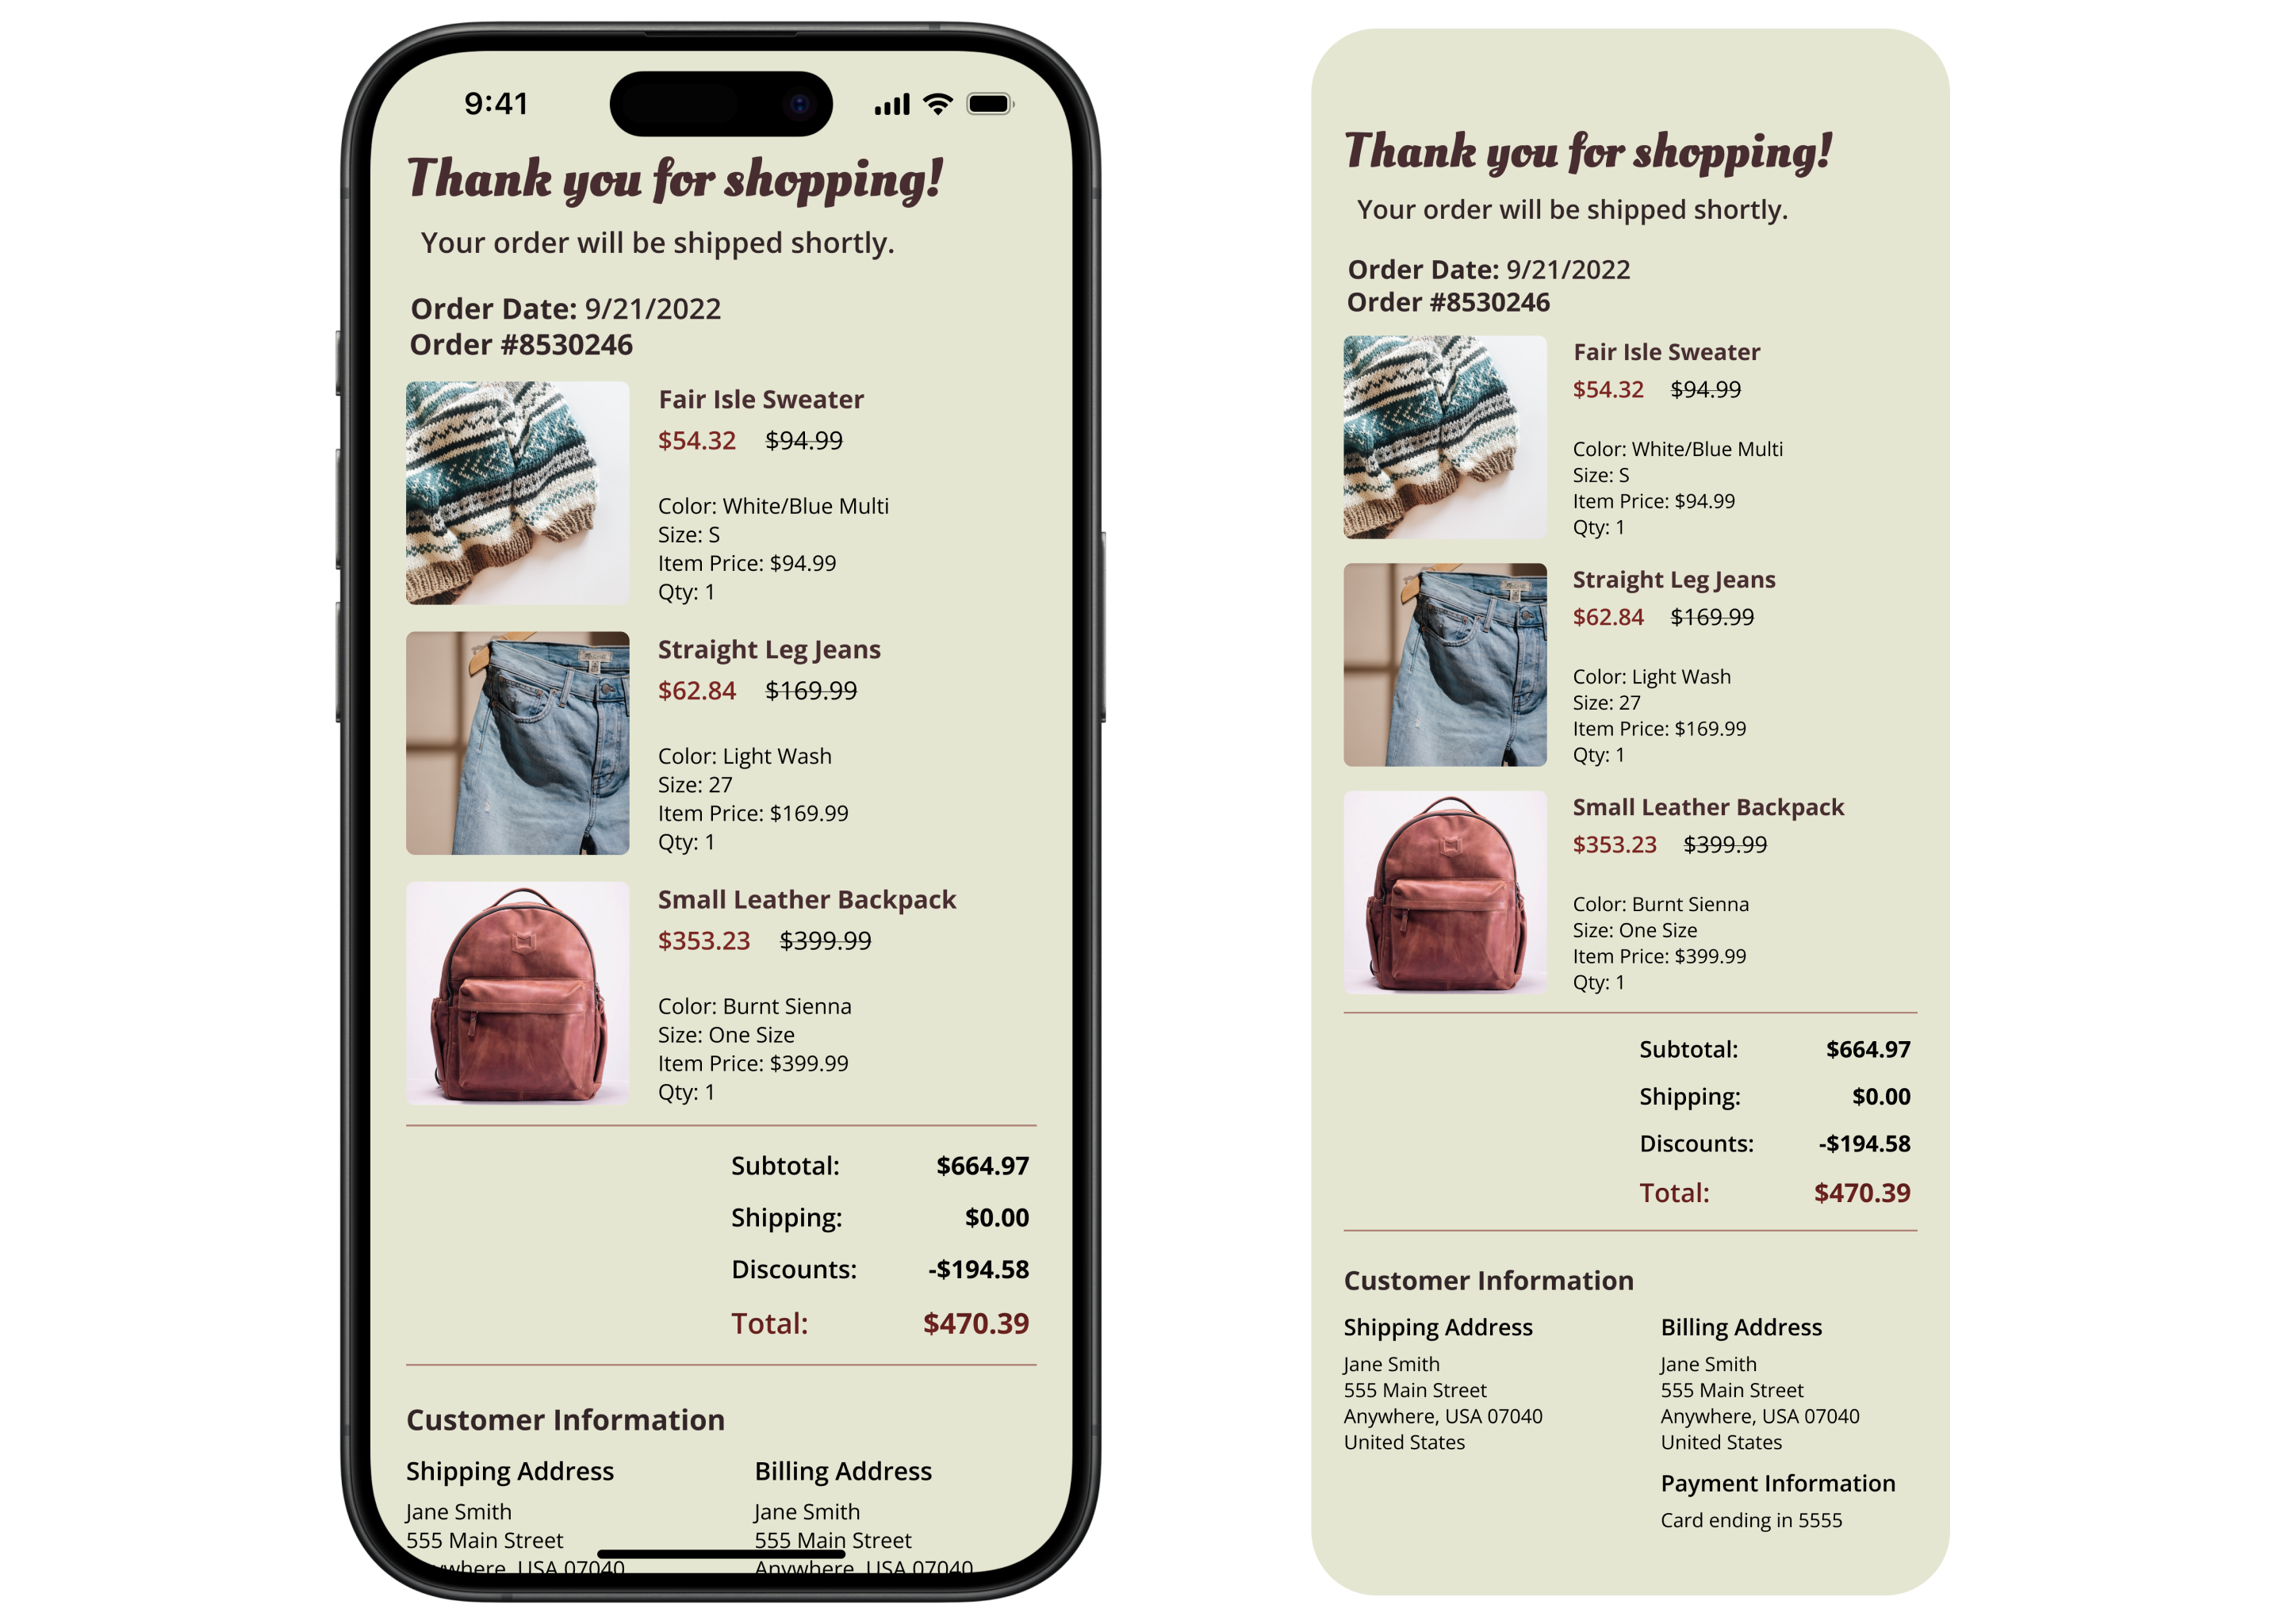 9:41
Thank you for shopping!
Your order will be shipped shortly.
Order Date: 9/21/2022
Order #8530246
Fair Isle Sweater
$54.32 $94.99
Color: White/Blue Multi
Size: S
Item Price: $94.99
Qty: 1
Straight Leg Jeans
$62.84 $169.99
Color: Light Wash
Size: 27
Item Price: $169.99
Qty: 1
Small Leather Backpack
$353.23 $399.99
Color: Burnt Sienna
Size: One Size
Item Price: $399.99
Qty: 1
Subtotal: $664.97
Shipping: $0.00
Discounts: -$194.58
Total: $470.39
Customer Information
Shipping Address
Jane Smith
555 Main Street
Anywhere, USA 07040
Billing Address
Jane Smith
555 Main Street
Anywhere, USA 07040
Thank you for shopping!
Your order will be shipped shortly.
Order Date: 9/21/2022
Order #8530246
Fair Isle Sweater
$54.32 $94.99
Color: White/Blue Multi
Size: S
Item Price: $94.99
Qty: 1
Straight Leg Jeans
$62.84 $169.99
Color: Light Wash
Size: 27
Item Price: $169.99
Qty: 1
Small Leather Backpack
$353.23 $399.99
Color: Burnt Sienna
Size: One Size
Item Price: $399.99
Qty: 1
Subtotal: $664.97
Shipping: $0.00
Discounts: -$194.58
Total: $470.39
Customer Information
Shipping Address
Jane Smith
555 Main Street
Anywhere, USA 07040
United States
Billing Address
Jane Smith
555 Main Street
Anywhere, USA 07040
United States
Payment Information
Card ending in 5555